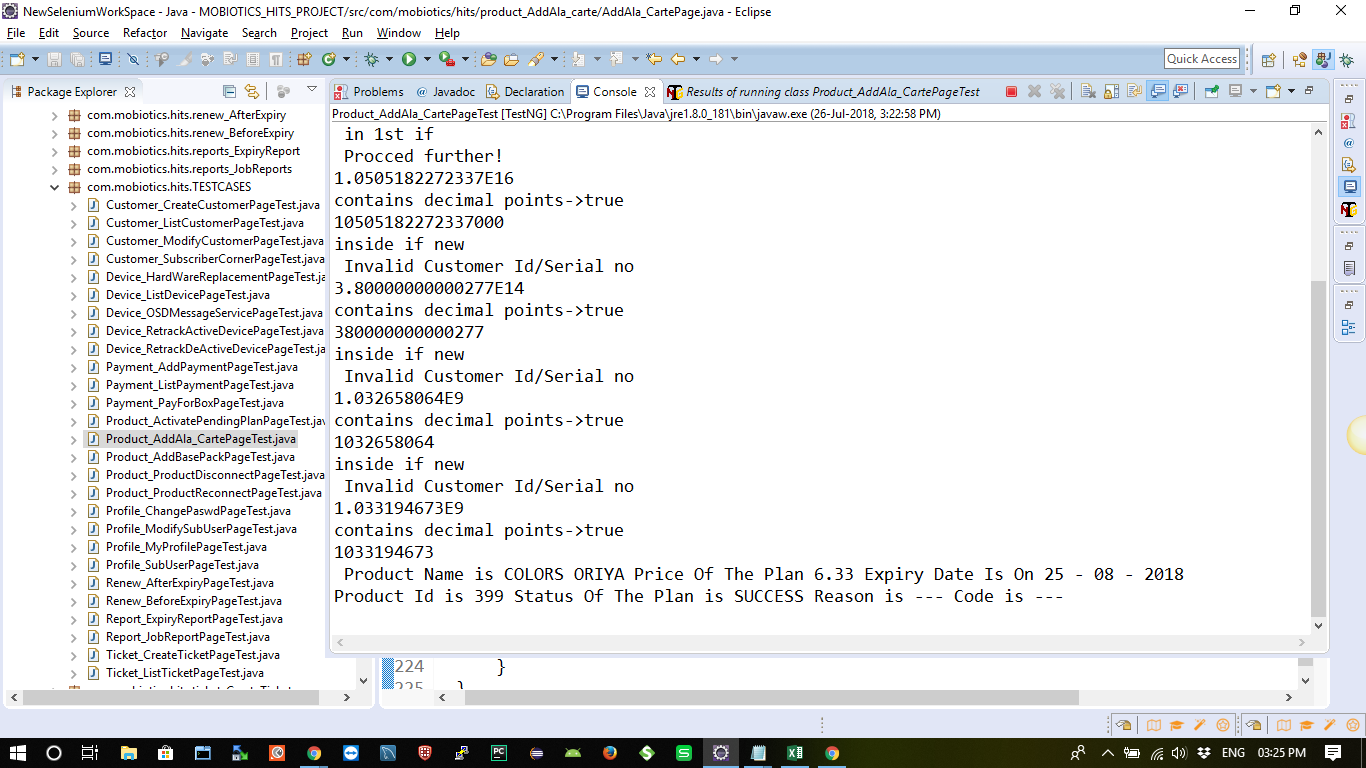 NewSeleniumWorkSpace - Java - MOBIOTICS_HITS_PROJECT/src/com/mobiotics/hits/product_AddAla_carte/AddAla_CartePage.java - Eclipse
File Edit Source Refactor Navigate Search Project Run Window Help
Quick Access
Package Explorer
com.mobiotics.hits.renew_AfterExpiry
com.mobiotics.hits.renew_BeforeExpiry
com.mobiotics.hits.reports_ExpiryReport
com.mobiotics.hits.reports_JobReports
com.mobiotics.hits.TESTCASES
Customer_CreateCustomerPageTest.java
Customer_ListCustomerPageTest.java
Customer_ModifyCustomerPageTest.java
Customer_SubscriberCornerPageTest.java
Device_HardWareReplacementPageTest.ja
Device_ListDevicePageTest.java
Device_OSDMessageServicePageTest.java
Device_RetrackActiveDevicePageTest.java
Device_RetrackDeActiveDevicePageTest.ja
Payment_AddPaymentPageTest.java
Payment_ListPaymentPageTest.java
Payment_PayForBoxPageTest.java
Product_ActivatePendingPlanPageTest.jav
Product_AddAla_CartePageTest.java
Product_AddBasePackPageTest.java
Product_ProductDisconnectPageTest.java
Product_ProductReconnectPageTest.java
Profile_ChangePaswdPageTest.java
Profile_ModifySubUserPageTest.java
Profile_MyProfilePageTest.java
Profile_SubUserPageTest.java
Renew_AfterExpiryPageTest.java
Renew_BeforeExpiryPageTest.java
Report_ExpiryReportPageTest.java
Report_JobReportPageTest.java
Ticket_CreateTicketPageTest.java
Ticket_ListTicketPageTest.java
Problems Javadoc Declaration Console Results of running class Product_AddAla_CartePageTest
Product_AddAla_CartePageTest [TestNG] C:\Program Files\Java\jre1.8.0_181\bin\javaw.exe (26-Jul-2018, 3:22:58 PM)
in 1st if
Procced further!
1.0505182272337E16
contains decimal points->true
10505182272337000
inside if new
Invalid Customer Id/Serial no
3.80000000000277E14
contains decimal points->true
380000000000277
inside if new
Invalid Customer Id/Serial no
1.032658064E9
contains decimal points->true
1032658064
inside if new
Invalid Customer Id/Serial no
1.033194673E9
contains decimal points->true
1033194673
Product Name is COLORS ORIYA Price Of The Plan 6.33 Expiry Date Is On 25 - 08 - 2018
Product Id is 399 Status Of The Plan is SUCCESS Reason is --- Code is ---
224 }
225 }
ENG 03:25 PM